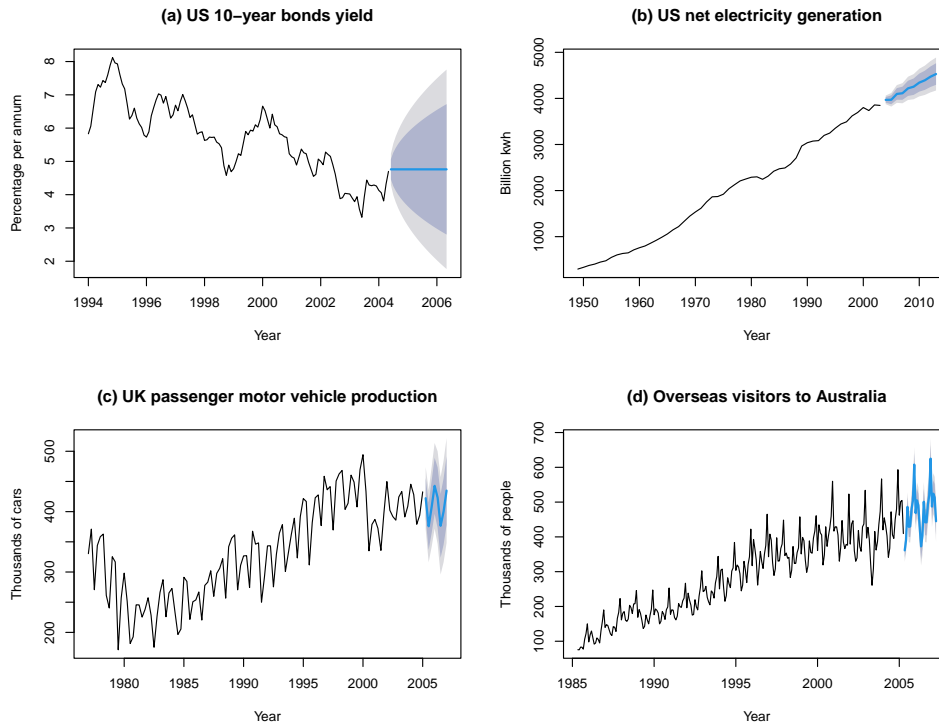 (a) US 10−year bonds yield
Percentage per annum
8
7
6
5
4
3
2
1994 1996 1998 2000 2002 2004 2006
Year
(b) US net electricity generation
Billion kwh
5000
4000
3000
2000
1000
1950 1960 1970 1980 1990 2000 2010
Year
(c) UK passenger motor vehicle production
Thousands of cars
500
400
300
200
1980 1985 1990 1995 2000 2005
Year
(d) Overseas visitors to Australia
Thousands of people
700
600
500
400
300
200
100
1985 1990 1995 2000 2005
Year